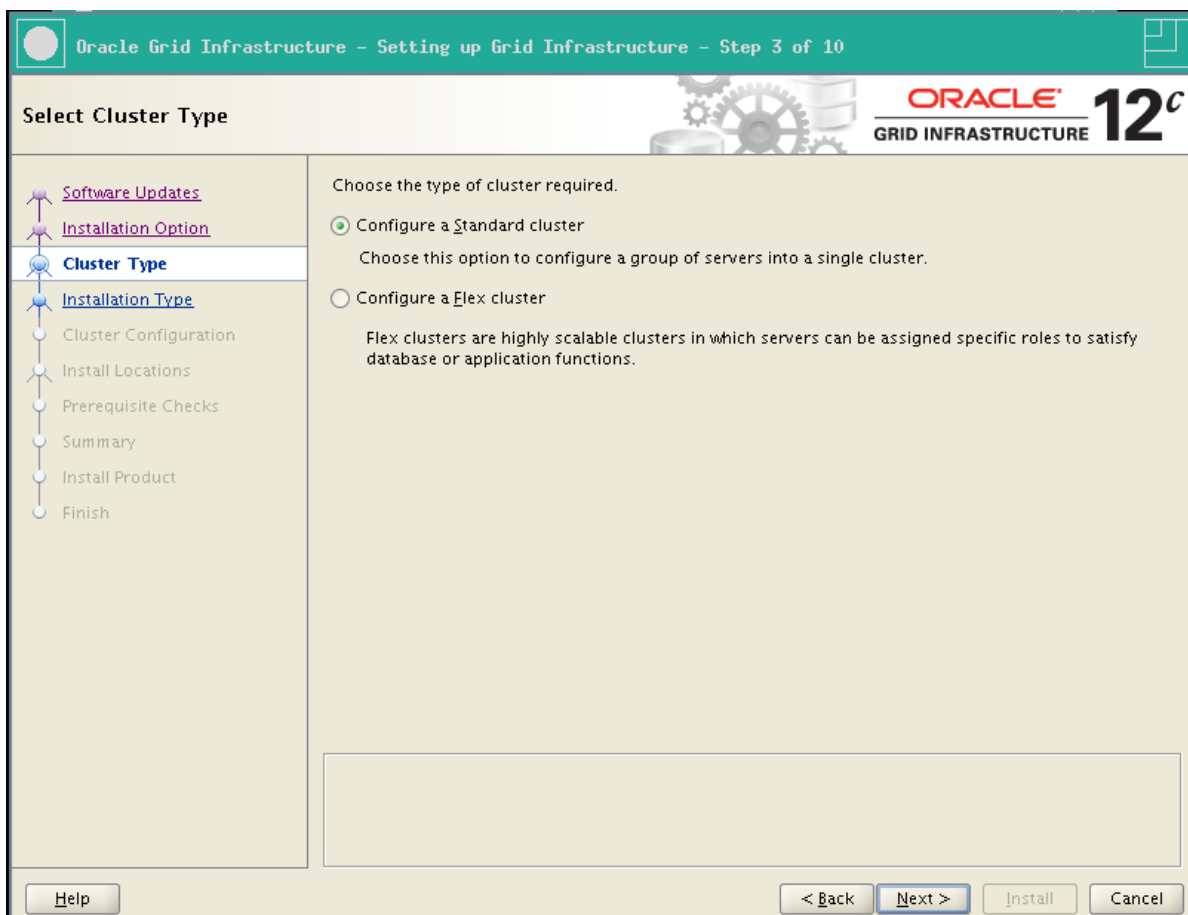 Oracle Grid Infrastructure - Setting up Grid Infrastructure - Step 3 of 10
Select Cluster Type
ORACLE
GRID INFRASTRUCTURE
12c
Software Updates
Installation Option
Cluster Type
Installation Type
Cluster Configuration
Install Locations
Prerequisite Checks
Summary
Install Product
Finish
Choose the type of cluster required.
Configure a Standard cluster
Choose this option to configure a group of servers into a single cluster.
Configure a Flex cluster
Flex clusters are highly scalable clusters in which servers can be assigned specific roles to satisfy
database or application functions.
Help
< Back
Next >
Install
Cancel